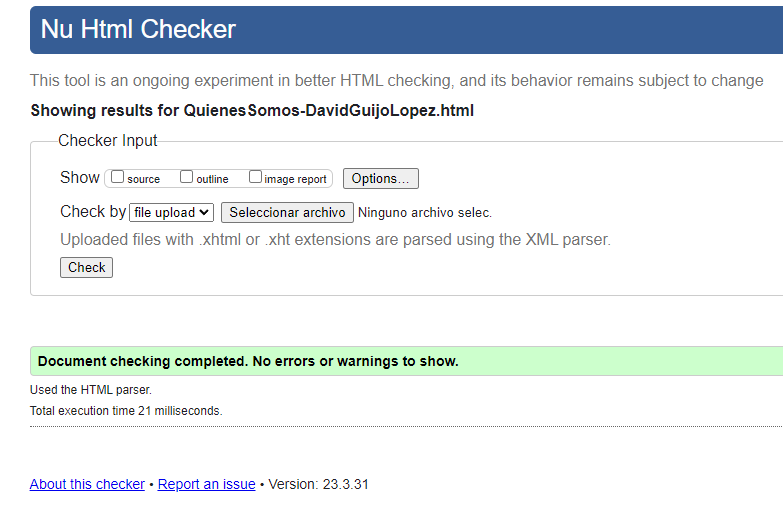 Nu Html Checker
This tool is an ongoing experiment in better HTML checking, and its behavior remains subject to change
Showing results for QuienesSomos-DavidGuijoLopez.html
Checker Input
Show source outline image report Options...
Check by file upload Seleccionar archivo Ninguno archivo selec.
Uploaded files with .xhtml or .xht extensions are parsed using the XML parser.
Check
Document checking completed. No errors or warnings to show.
Used the HTML parser.
Total execution time 21 milliseconds.
About this checker • Report an issue • Version: 23.3.31